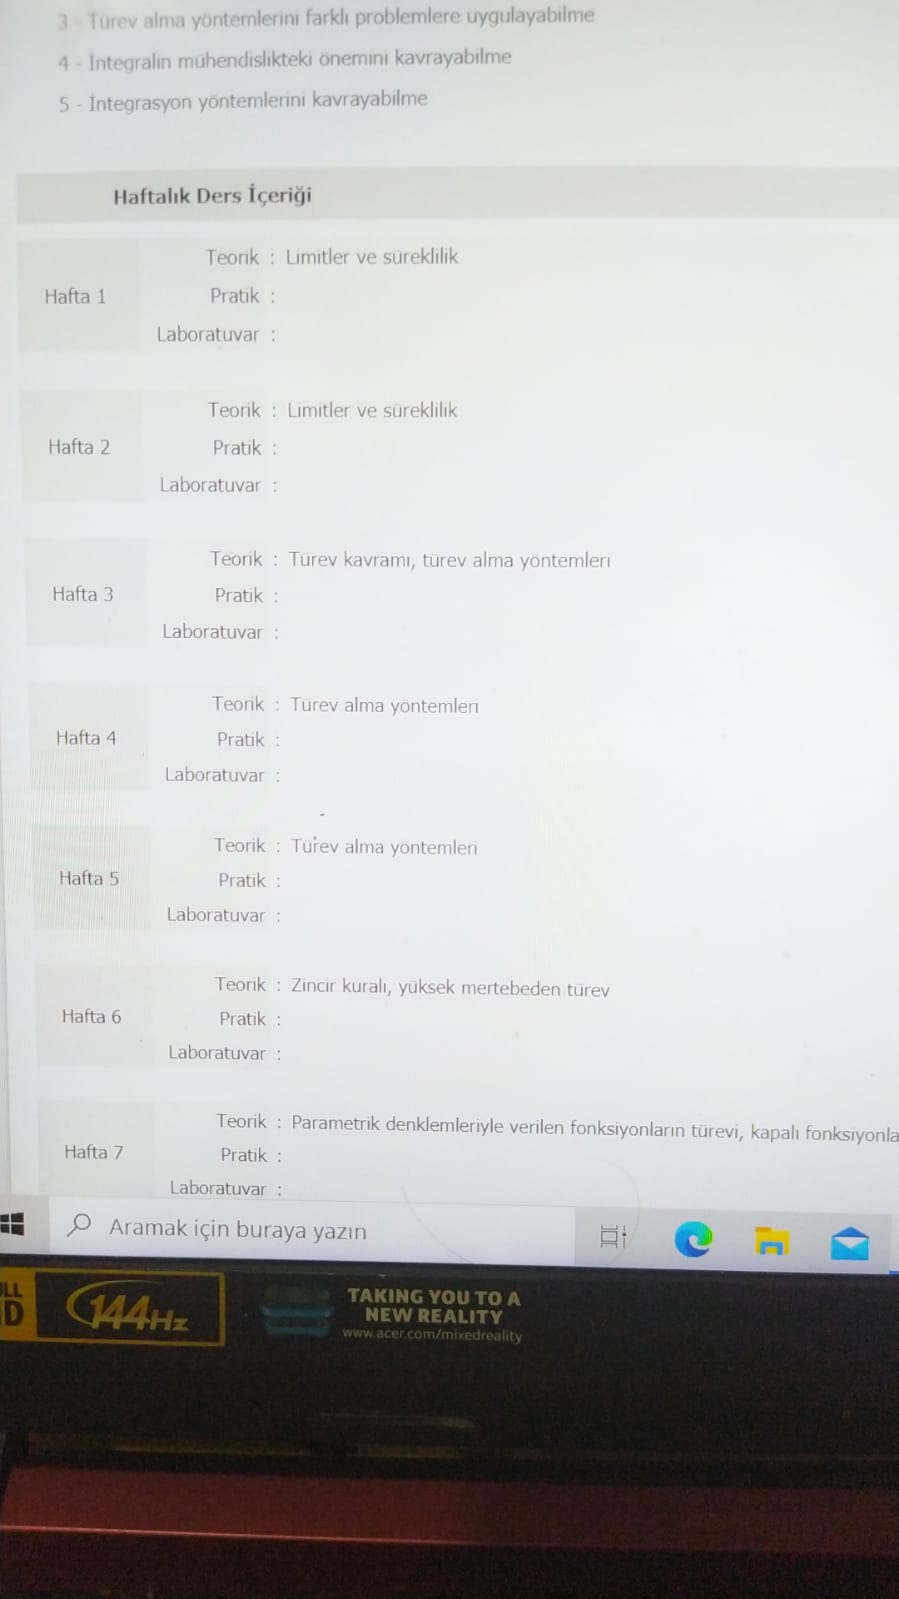 3 - Türev alma yöntemlerini farklı problemlere uygulayabilme
4 - İntegralin mühendislikteki önemini kavrayabilme
5 - İntegrasyon yöntemlerini kavrayabilme
Haftalık Ders İçeriği
Teorik : Limitler ve süreklilik
Hafta 1
Pratik :
Laboratuvar :
Teorik : Limitler ve süreklilik
Hafta 2
Pratik :
Laboratuvar :
Teorik : Türev kavramı, türev alma yöntemleri
Hafta 3
Pratik :
Laboratuvar :
Teorik : Türev alma yöntemleri
Hafta 4
Pratik :
Laboratuvar :
Teorik : Türev alma yöntemleri
Hafta 5
Pratik :
Laboratuvar :
Teorik : Zincir kuralı, yüksek mertebeden türev
Hafta 6
Pratik :
Laboratuvar :
Teorik : Parametrik denklemleriyle verilen fonksiyonların türevi, kapalı fonksiyonla
Hafta 7
Pratik :
Laboratuvar :
Aramak için buraya yazın
144Hz
TAKING YOU TO A
NEW REALITY
www.acer.com/mixedreality